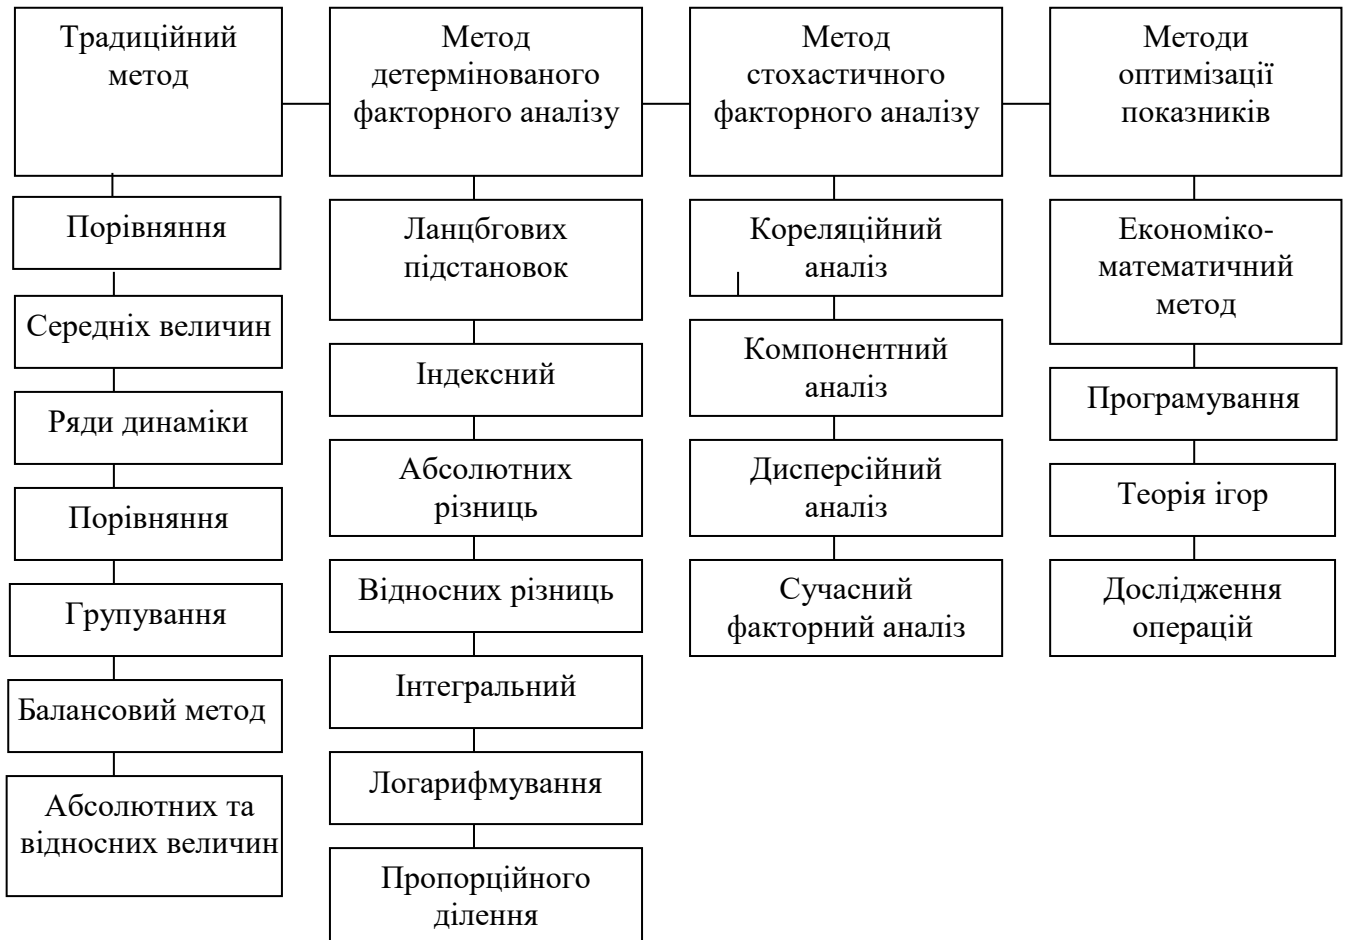 Традиційний
метод
Порівняння
Середніх величин
Ряди динаміки
Порівняння
Групування
Балансовий метод
Абсолютних та
відносних величин
Метод
детермінованого
факторного аналізу
Ланцбгових
підстановок
Індексний
Абсолютних
різниць
Відносних різниць
Інтегральний
Логарифмування
Пропорційного
ділення
Метод
стохастичного
факторного аналізу
Кореляційний
аналіз
Компонентний
аналіз
Дисперсійний
аналіз
Сучасний
факторний аналіз
Методи
оптимізації
показників
Економіко-
математичний
метод
Програмування
Теорія ігор
Дослідження
операцій